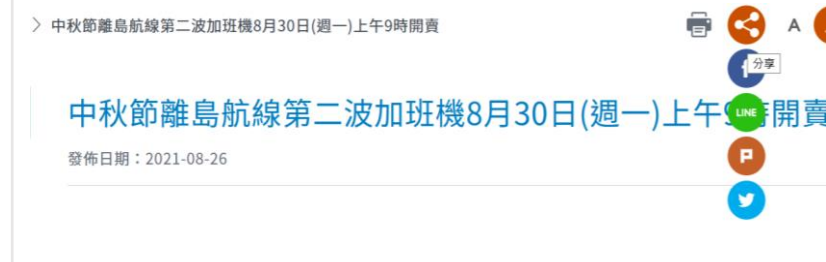 > 中秋節離島航線第二波加班機8月30日(週一)上午9時開賣
A
分享
中秋節離島航線第二波加班機8月30日(週一)上午9時開賣
LINE
發佈日期：2021-08-26